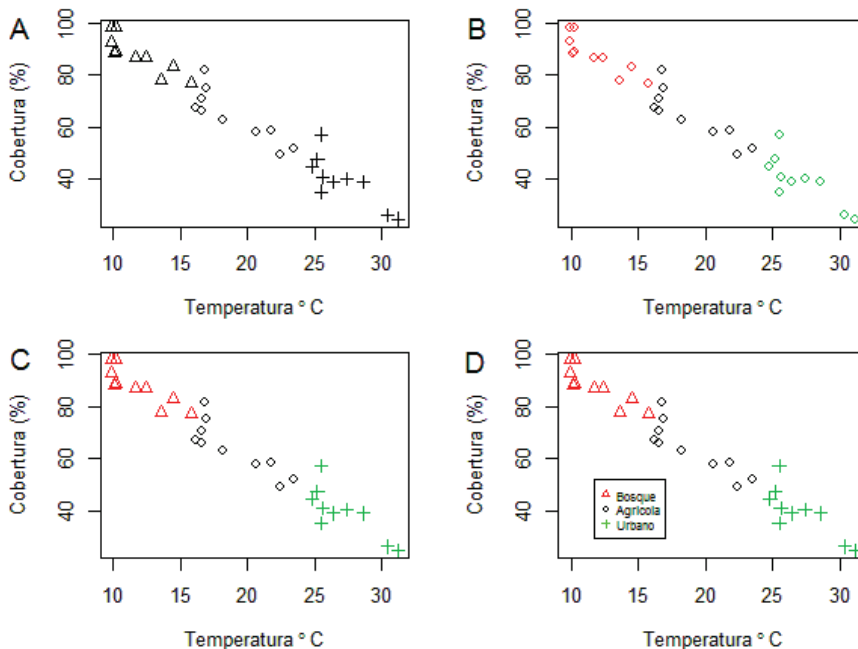 A
Cobertura (%)
100
80
60
40
10 15 20 25 30
Temperatura ° C
B
Cobertura (%)
100
80
60
40
10 15 20 25 30
Temperatura ° C
C
Cobertura (%)
100
80
60
40
10 15 20 25 30
Temperatura ° C
D
Cobertura (%)
100
80
60
40
Bosque
Agricola
Urbano
10 15 20 25 30
Temperatura ° C